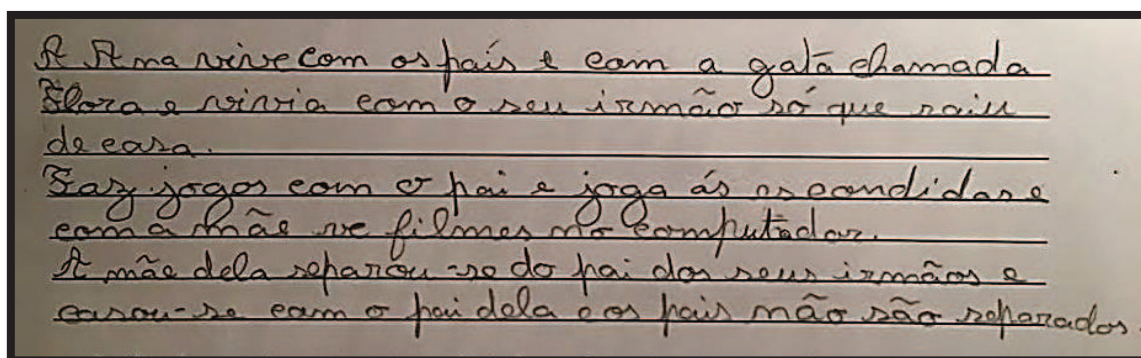 A Ana vive com os país e com a gata chamada
Flora e vivia com o seu irmão só que saiu
de casa.
Faz jogos com o pai e joga ás escondidas e
com a mãe ve filmes no computador.
A mãe dela separou-se do pai dos seus irmãos e
casou-se com o pai dela e os pais não são separados.